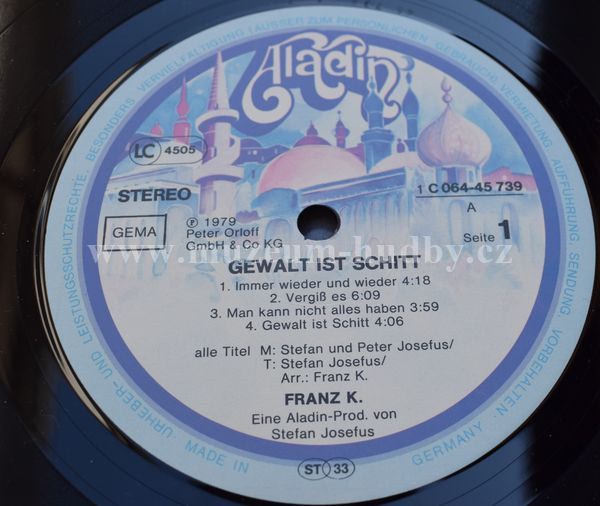 URHEBER- UND LEISTUNGSSCHUTZRECHTE, BESONDERS VERVIELFÄLTIGUNG (AUSSER ZUM PERSÖNLICHEN GEBRAUCH) VERMIETUNG AUFFÜHRUNG SENDUNG VORBEHALTEN.
Aladin
LC 4505
STEREO
1 C 064-45 739
A
GEMA
℗ 1979
Peter Orloff
GmbH & Co KG
Seite 1
www.muzeum-hudby.cz
GEWALT IST SCHITT
1. Immer wieder und wieder 4:18
2. Vergiß es 6:09
3. Man kann nicht alles haben 3:59
4. Gewalt ist Schitt 4:06
alle Titel M: Stefan und Peter Josefus/
T: Stefan Josefus/
Arr.: Franz K.
FRANZ K.
Eine Aladin-Prod. von
Stefan Josefus
MADE IN GERMANY
ST 33